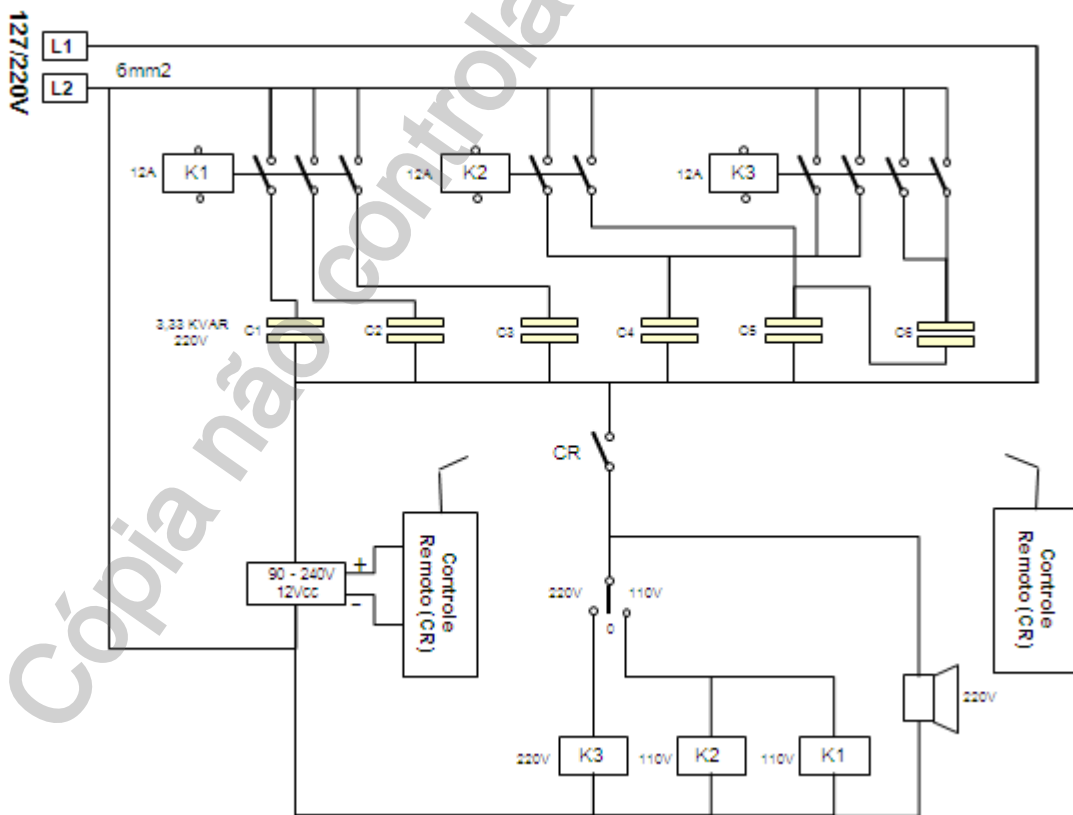 127/220V
L1
L2
6mm2
12A
K1
12A
K2
12A
K3
3,33 KVAR
220V
C1
C2
C3
C4
C5
C6
CR
90 - 240V
12Vcc
+
-
Controle
Remoto (CR)
Controle
Remoto (CR)
220V
110V
0
220V
220V
K3
110V
K2
110V
K1
Cópia não controla